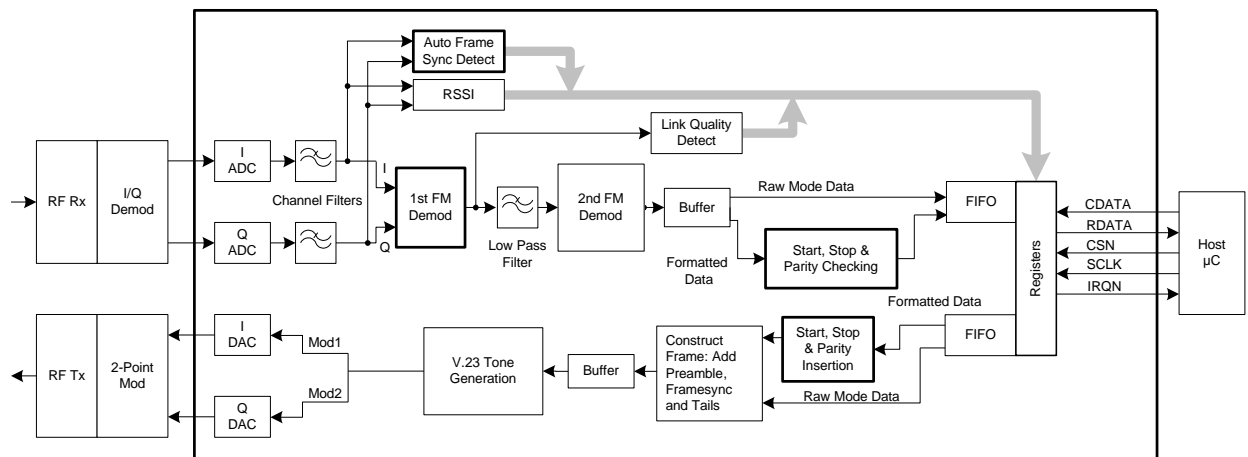 Auto Frame
Sync Detect
RSSI
Link Quality
Detect
RF Rx
I/Q
Demod
I
ADC
Q
ADC
Channel Filters
I
Q
1st FM
Demod
Low Pass
Filter
2nd FM
Demod
Buffer
Raw Mode Data
Formatted
Data
Start, Stop &
Parity Checking
FIFO
Registers
CDATA
RDATA
CSN
SCLK
IRQN
Host
µC
RF Tx
2-Point
Mod
I
DAC
Q
DAC
Mod1
Mod2
V.23 Tone
Generation
Buffer
Construct
Frame: Add
Preamble,
Framesync
and Tails
Start, Stop
& Parity
Insertion
Formatted Data
Raw Mode Data
FIFO